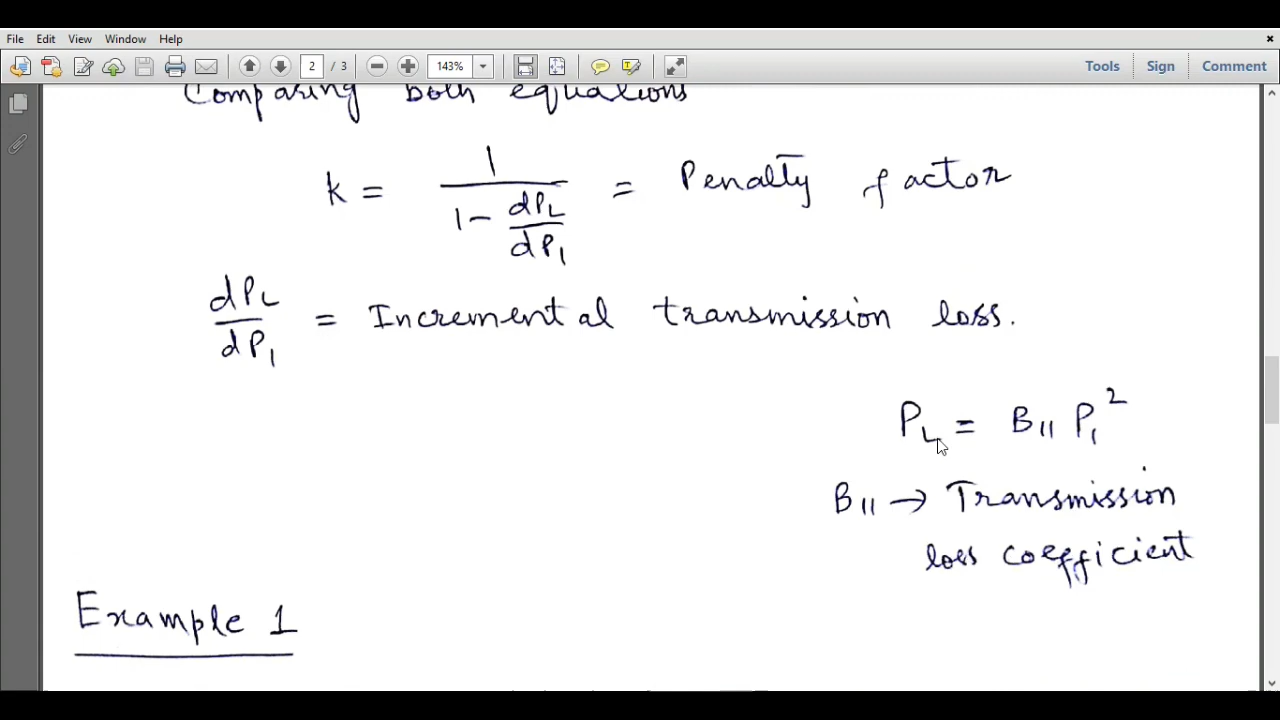 File Edit View Window Help
2 / 3 143% Tools Sign Comment
Comparing both equations
k = 1 / (1 - dPL/dP1) = Penalty factor
dPL/dP1 = Incremental transmission loss.
PL = B11 P1²
B11 → Transmission
loss coefficient
Example 1